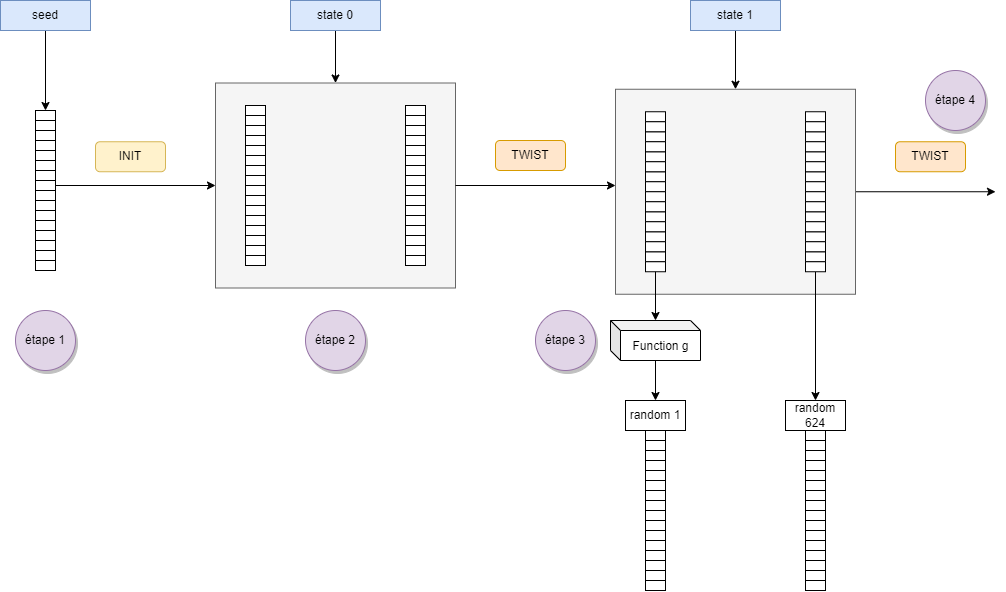 seed
state 0
state 1
étape 4
INIT
TWIST
TWIST
étape 1
étape 2
étape 3
Function g
random 1
random
624